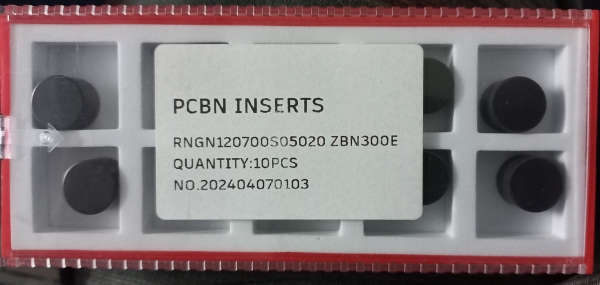 PCBN INSERTS
RNGN120700S05020 ZBN300E
QUANTITY:10PCS
NO.202404070103